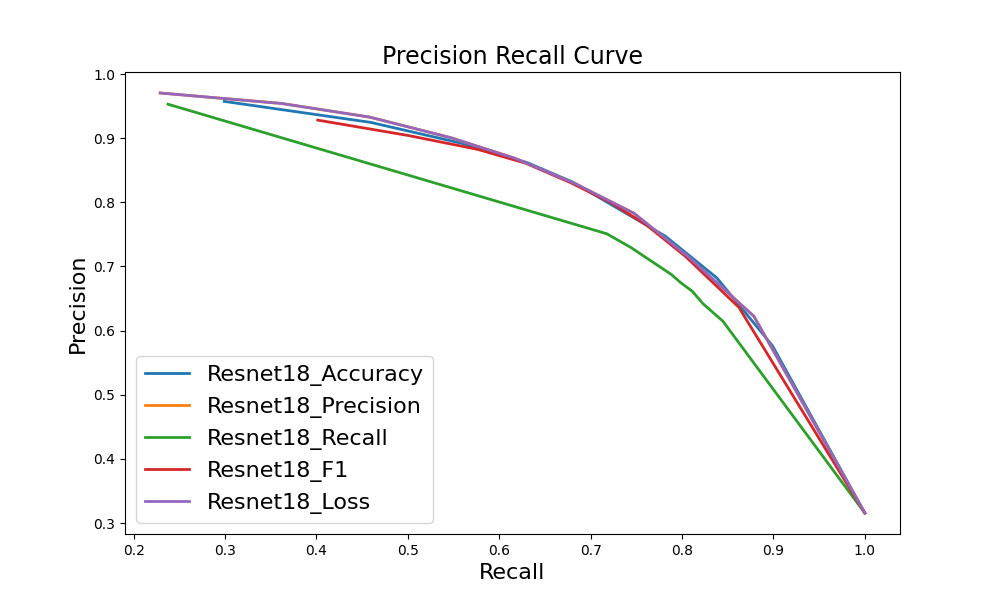 Precision Recall Curve
1.0
0.9
0.8
0.7
0.6
0.5
0.4
0.3
Precision
Resnet18_Accuracy
Resnet18_Precision
Resnet18_Recall
Resnet18_F1
Resnet18_Loss
0.2 0.3 0.4 0.5 0.6 0.7 0.8 0.9 1.0
Recall